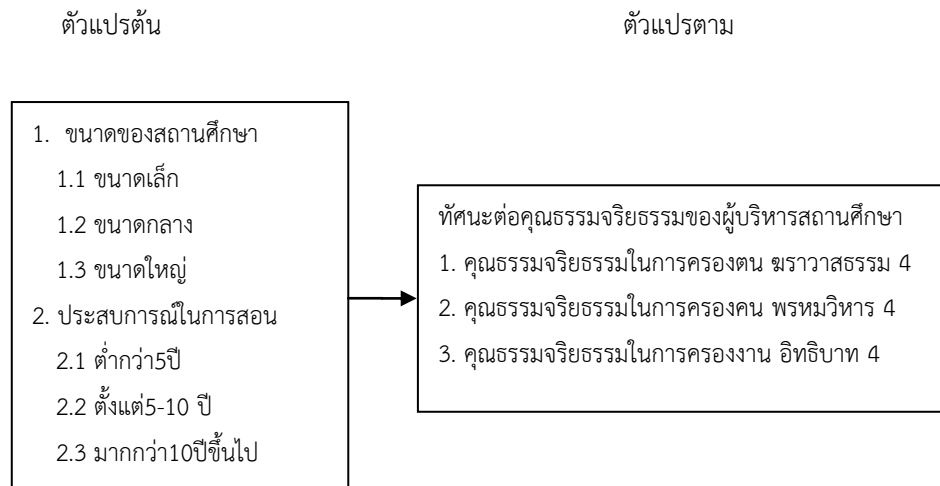 ตัวแปรต้น
ตัวแปรตาม
1. ขนาดของสถานศึกษา
1.1 ขนาดเล็ก
1.2 ขนาดกลาง
1.3 ขนาดใหญ่
2. ประสบการณ์ในการสอน
2.1 ต่ำกว่า5ปี
2.2 ตั้งแต่5-10 ปี
2.3 มากกว่า10ปีขึ้นไป
ทัศนะต่อคุณธรรมจริยธรรมของผู้บริหารสถานศึกษา
1. คุณธรรมจริยธรรมในการครองตน ฆราวาสธรรม 4
2. คุณธรรมจริยธรรมในการครองคน พรหมวิหาร 4
3. คุณธรรมจริยธรรมในการครองงาน อิทธิบาท 4